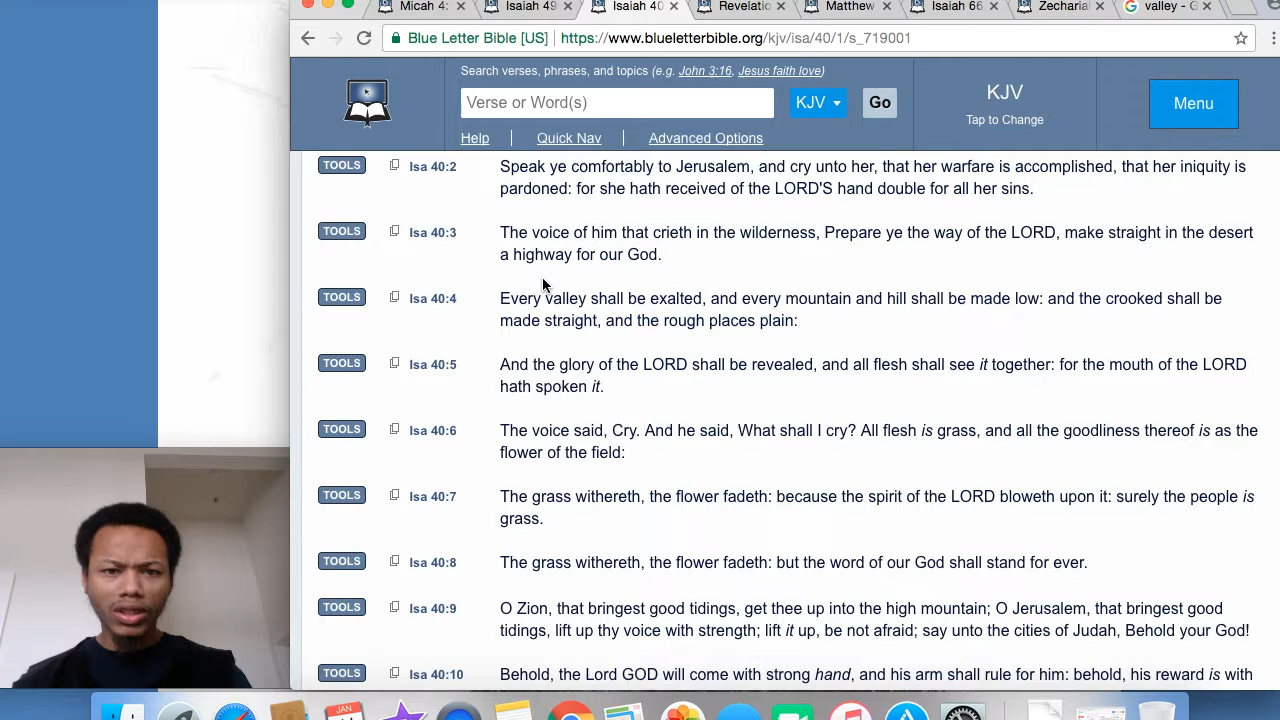 Micah 4:
Isaiah 49
Isaiah 40
Revelatio
Matthew
Isaiah 66
Zecharia
valley - G
Blue Letter Bible [US]
https://www.blueletterbible.org/kjv/isa/40/1/s_719001
Search verses, phrases, and topics (e.g. John 3:16, Jesus faith love)
Verse or Word(s)
KJV
Go
Help
Quick Nav
Advanced Options
KJV
Tap to Change
Menu
TOOLS Isa 40:2 Speak ye comfortably to Jerusalem, and cry unto her, that her warfare is accomplished, that her iniquity is
pardoned: for she hath received of the LORD'S hand double for all her sins.
TOOLS Isa 40:3 The voice of him that crieth in the wilderness, Prepare ye the way of the LORD, make straight in the desert
a highway for our God.
TOOLS Isa 40:4 Every valley shall be exalted, and every mountain and hill shall be made low: and the crooked shall be
made straight, and the rough places plain:
TOOLS Isa 40:5 And the glory of the LORD shall be revealed, and all flesh shall see it together: for the mouth of the LORD
hath spoken it.
TOOLS Isa 40:6 The voice said, Cry. And he said, What shall I cry? All flesh is grass, and all the goodliness thereof is as the
flower of the field:
TOOLS Isa 40:7 The grass withereth, the flower fadeth: because the spirit of the LORD bloweth upon it: surely the people is
grass.
TOOLS Isa 40:8 The grass withereth, the flower fadeth: but the word of our God shall stand for ever.
TOOLS Isa 40:9 O Zion, that bringest good tidings, get thee up into the high mountain; O Jerusalem, that bringest good
tidings, lift up thy voice with strength; lift it up, be not afraid; say unto the cities of Judah, Behold your God!
TOOLS Isa 40:10 Behold, the Lord GOD will come with strong hand, and his arm shall rule for him: behold, his reward is with
JAN